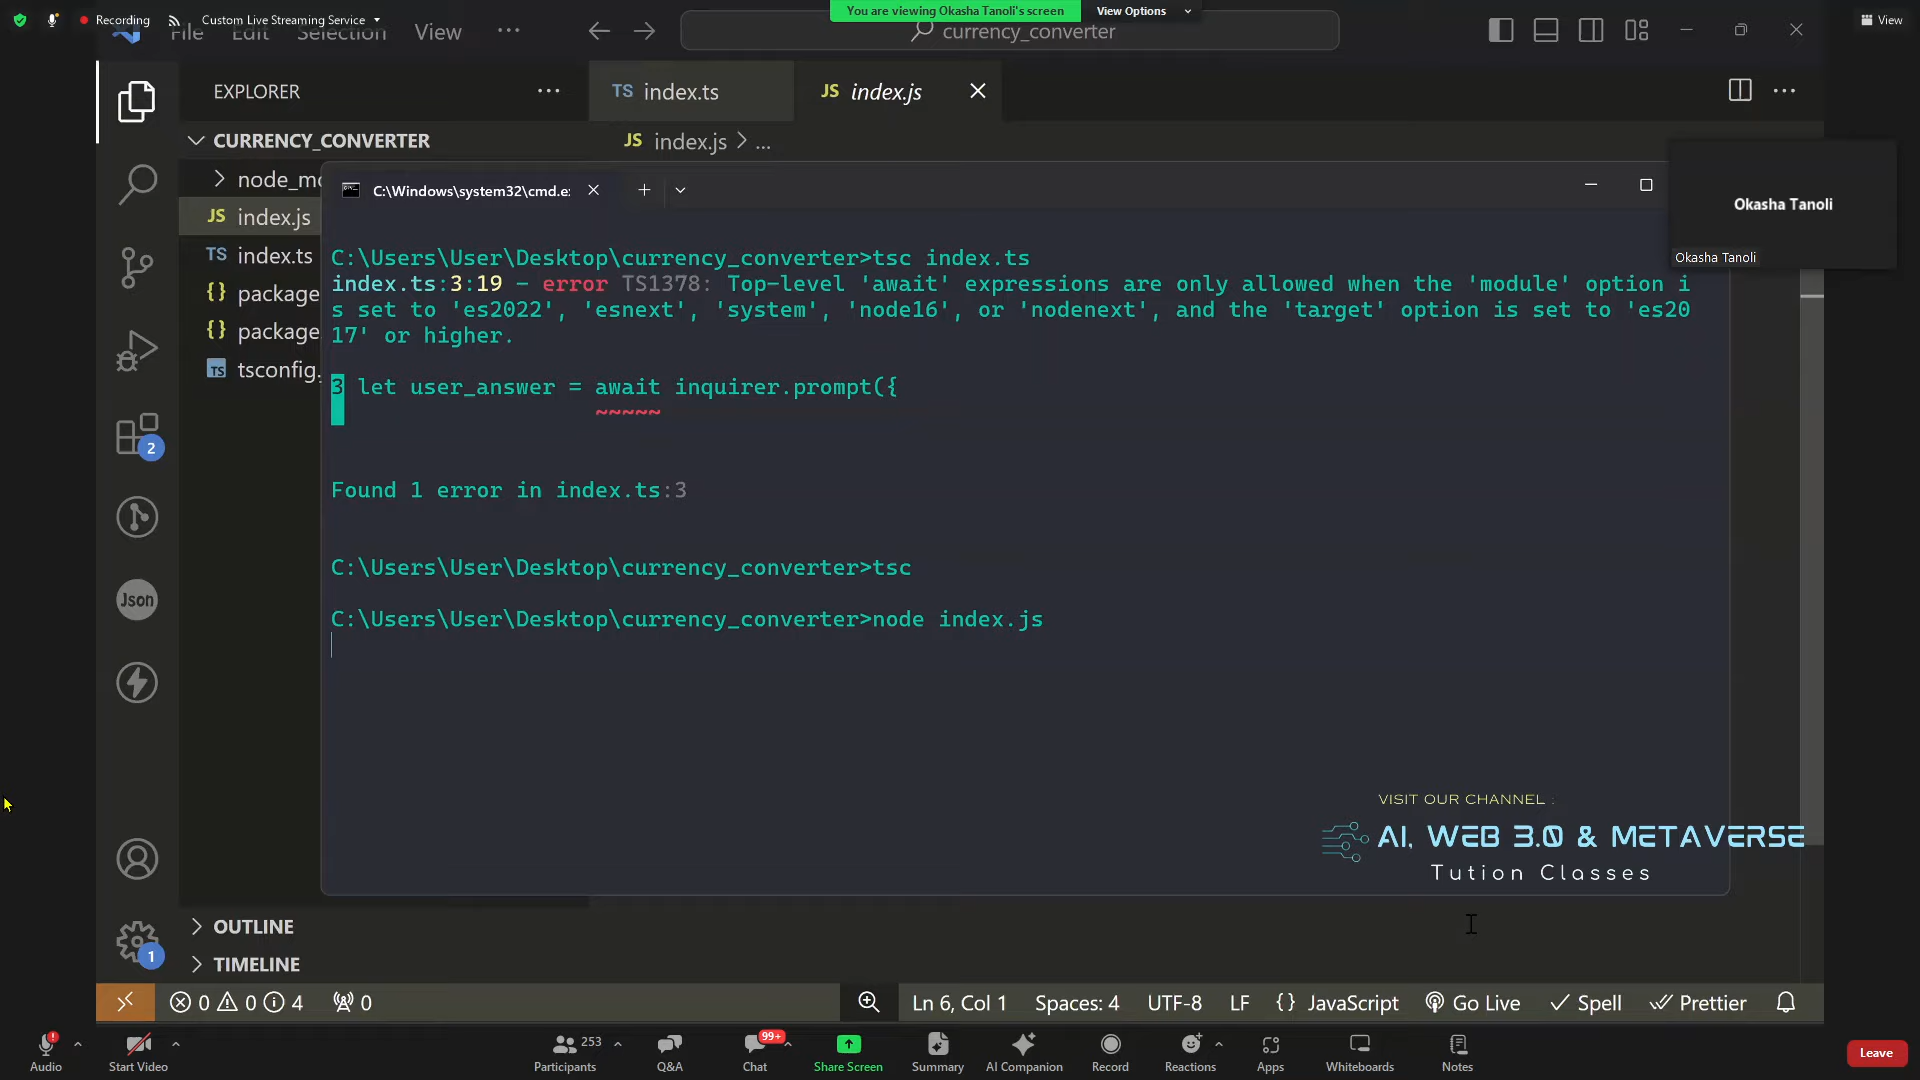 Recording
Custom Live Streaming Service
You are viewing Okasha Tanoli's screen
View Options
View
File Edit Selection View ...
currency_converter
EXPLORER
TS index.ts
JS index.js
CURRENCY_CONVERTER
JS index.js > ...
node_mo
JS index.js
TS index.ts
{} package
{} package
TS tsconfig.
C:\Windows\system32\cmd.e:
Okasha Tanoli
Okasha Tanoli
C:\Users\User\Desktop\currency_converter>tsc index.ts
index.ts:3:19 - error TS1378: Top-level 'await' expressions are only allowed when the 'module' option i
s set to 'es2022', 'esnext', 'system', 'node16', or 'nodenext', and the 'target' option is set to 'es20
17' or higher.
3 let user_answer = await inquirer.prompt({
~~~~~
Found 1 error in index.ts:3
C:\Users\User\Desktop\currency_converter>tsc
C:\Users\User\Desktop\currency_converter>node index.js
2
Json
1
VISIT OUR CHANNEL :
AI, WEB 3.0 & METAVERSE
Tution Classes
OUTLINE
TIMELINE
0 0 4 0
Ln 6, Col 1 Spaces: 4 UTF-8 LF {} JavaScript Go Live Spell Prettier
Audio
Start Video
253
Participants
Q&A
99+
Chat
Share Screen
Summary
AI Companion
Record
Reactions
Apps
Whiteboards
Notes
Leave